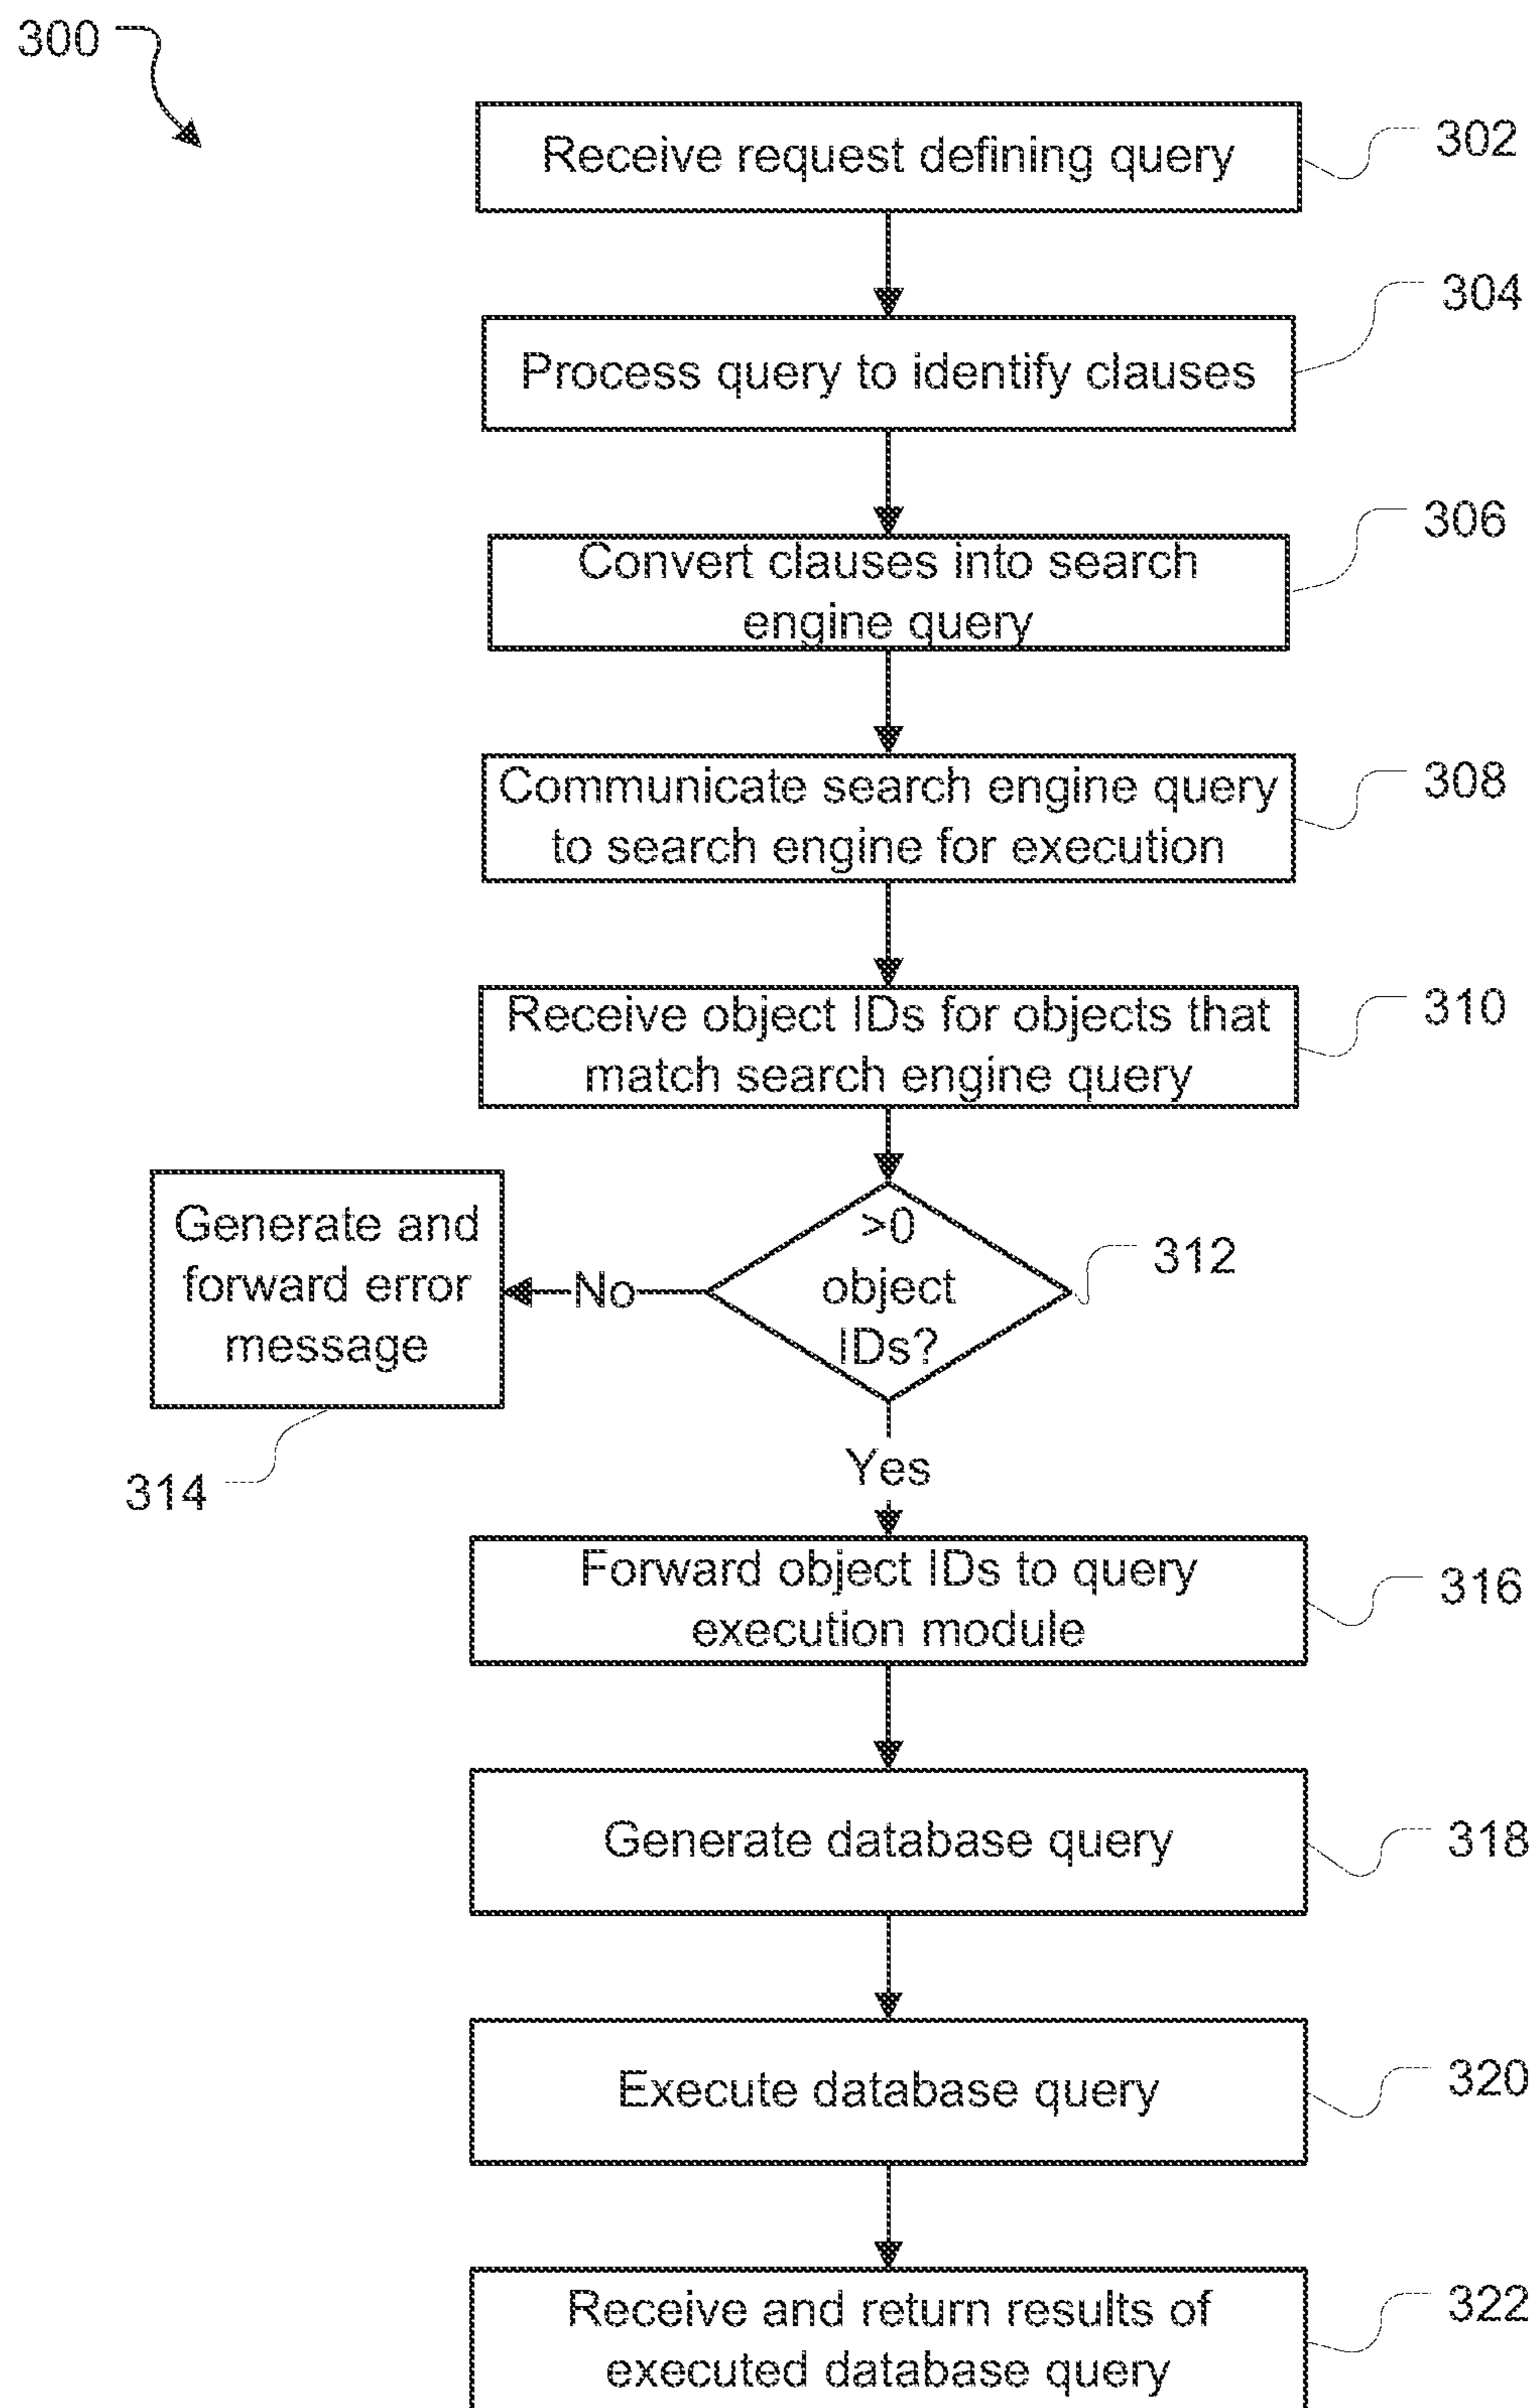 300
Receive request defining query
302
Process query to identify clauses
304
Convert clauses into search
engine query
306
Communicate search engine query
to search engine for execution
308
Receive object IDs for objects that
match search engine query
310
>0
object
IDs?
312
No
Generate and
forward error
message
314
Yes
Forward object IDs to query
execution module
316
Generate database query
318
Execute database query
320
Receive and return results of
executed database query
322